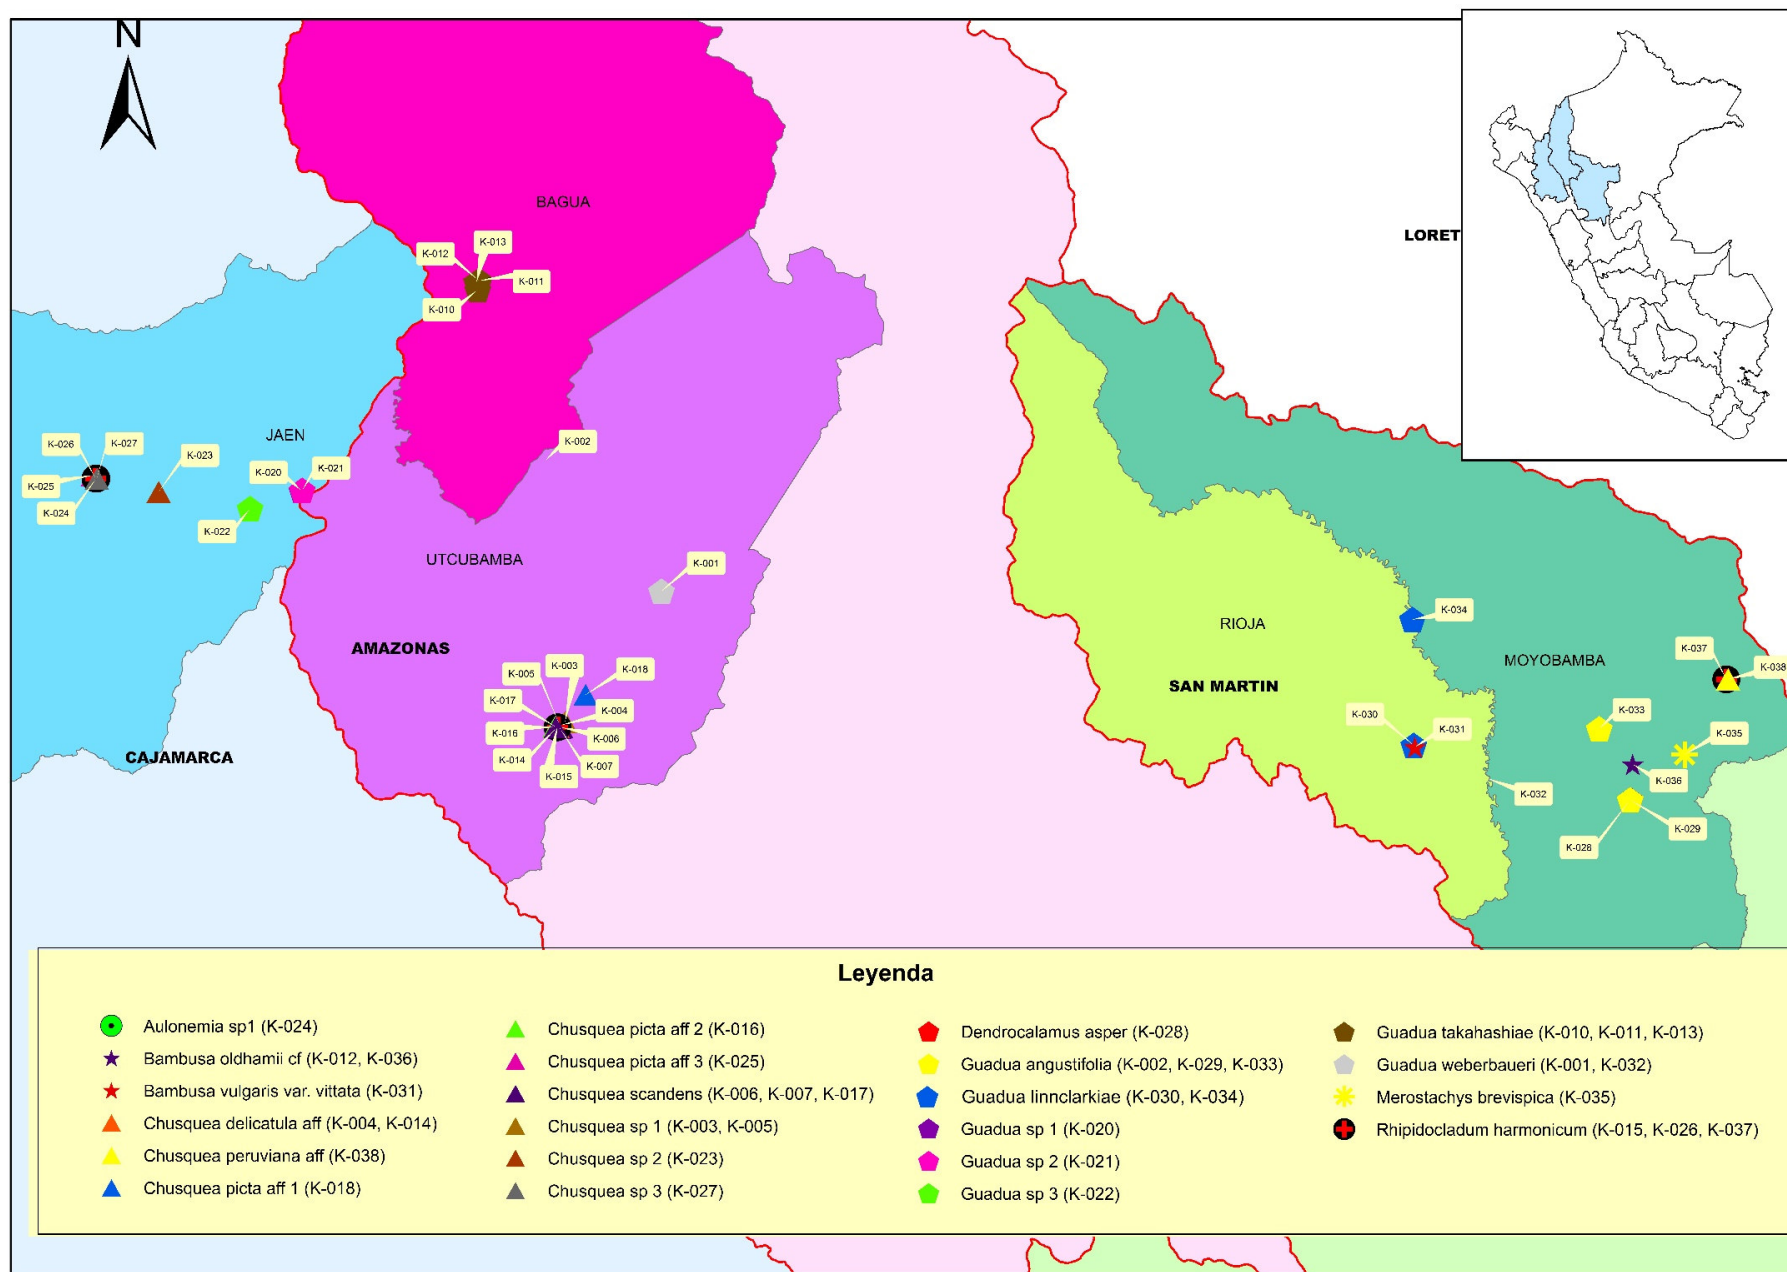 N
BAGUA
LORET
K-012
K-013
K-011
K-010
JAEN
K-002
K-026
K-027
K-023
K-020
K-021
K-025
K-024
K-022
UTCUBAMBA
K-001
AMAZONAS
K-005
K-003
K-018
K-017
K-004
K-016
K-006
K-014
K-015
K-007
CAJAMARCA
RIOJA
K-034
MOYOBAMBA
SAN MARTIN
K-037
K-038
K-030
K-031
K-033
K-035
K-036
K-032
K-029
K-028
Leyenda
Aulonemia sp1 (K-024)
Bambusa oldhamii cf (K-012, K-036)
Bambusa vulgaris var. vittata (K-031)
Chusquea delicatula aff (K-004, K-014)
Chusquea peruviana aff (K-038)
Chusquea picta aff 1 (K-018)
Chusquea picta aff 2 (K-016)
Chusquea picta aff 3 (K-025)
Chusquea scandens (K-006, K-007, K-017)
Chusquea sp 1 (K-003, K-005)
Chusquea sp 2 (K-023)
Chusquea sp 3 (K-027)
Dendrocalamus asper (K-028)
Guadua angustifolia (K-002, K-029, K-033)
Guadua linnclarkiae (K-030, K-034)
Guadua sp 1 (K-020)
Guadua sp 2 (K-021)
Guadua sp 3 (K-022)
Guadua takahashiae (K-010, K-011, K-013)
Guadua weberbaueri (K-001, K-032)
Merostachys brevispica (K-035)
Rhipidocladum harmonicum (K-015, K-026, K-037)